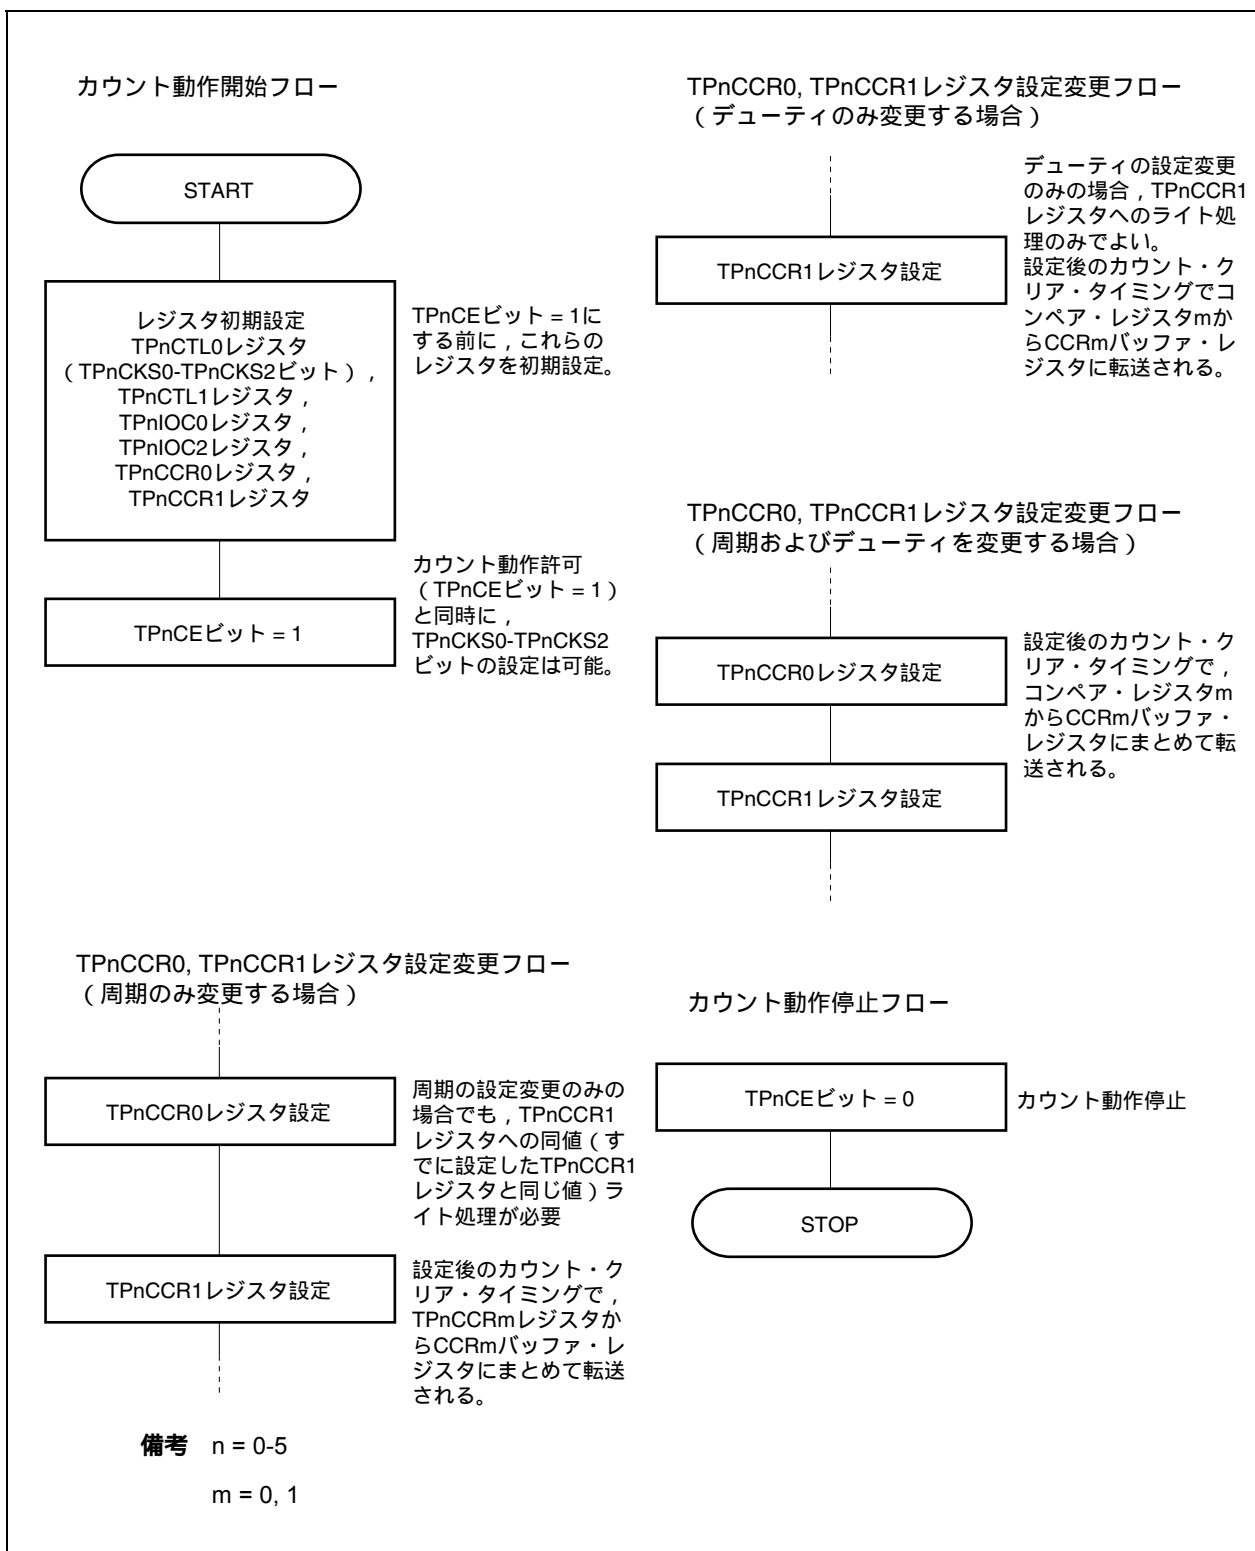 カウント動作開始フロー
START
レジスタ初期設定
TPnCTL0レジスタ
（TPnCKS0-TPnCKS2ビット），
TPnCTL1レジスタ，
TPnIOC0レジスタ，
TPnIOC2レジスタ，
TPnCCR0レジスタ，
TPnCCR1レジスタ
TPnCEビット = 1に
する前に，これらの
レジスタを初期設定。
TPnCEビット = 1
カウント動作許可
（TPnCEビット = 1）
と同時に，
TPnCKS0-TPnCKS2
ビットの設定は可能。
TPnCCR0, TPnCCR1レジスタ設定変更フロー
（デューティのみ変更する場合）
TPnCCR1レジスタ設定
デューティの設定変更
のみの場合，TPnCCR1
レジスタへのライト処
理のみでよい。
設定後のカウント・ク
リア・タイミングでコ
ンペア・レジスタmか
らCCRmバッファ・レ
ジスタに転送される。
TPnCCR0, TPnCCR1レジスタ設定変更フロー
（周期およびデューティを変更する場合）
TPnCCR0レジスタ設定
設定後のカウント・ク
リア・タイミングで，
コンペア・レジスタm
からCCRmバッファ・
レジスタにまとめて転
送される。
TPnCCR1レジスタ設定
TPnCCR0, TPnCCR1レジスタ設定変更フロー
（周期のみ変更する場合）
TPnCCR0レジスタ設定
周期の設定変更のみの
場合でも，TPnCCR1
レジスタへの同値（す
でに設定したTPnCCR1
レジスタと同じ値）ラ
イト処理が必要
TPnCCR1レジスタ設定
設定後のカウント・ク
リア・タイミングで，
TPnCCRmレジスタか
らCCRmバッファ・レ
ジスタにまとめて転送
される。
カウント動作停止フロー
TPnCEビット = 0
カウント動作停止
STOP
備考 n = 0-5
m = 0, 1